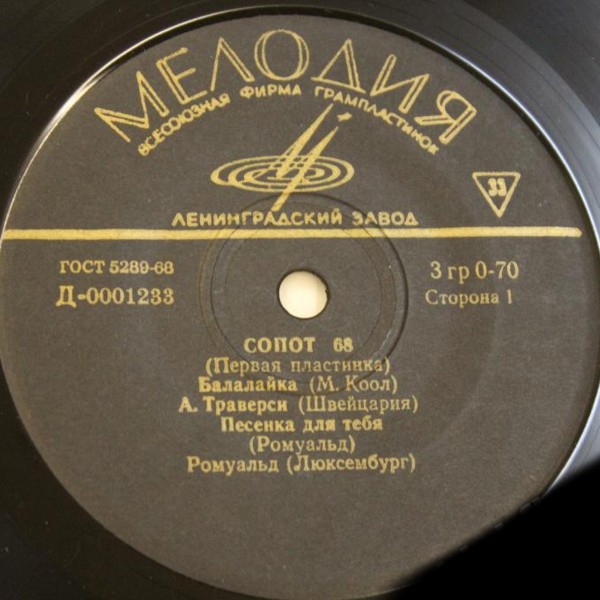 МЕЛОДИЯ
ВСЕСОЮЗНАЯ ФИРМА ГРАМПЛАСТИНОК
33
ЛЕНИНГРАДСКИЙ ЗАВОД
ГОСТ 5289-68
3 гр 0-70
Д-0001233
Сторона 1
СОПОТ 68
(Первая пластинка)
Балалайка (М. Коол)
А. Траверси (Швейцария)
Песенка для тебя
(Ромуальд)
Ромуальд (Люксембург)